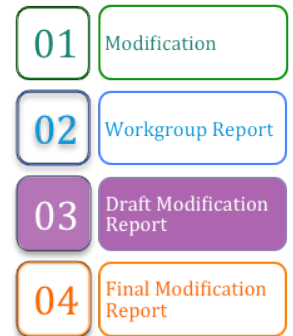 01
Modification
02
Workgroup Report
03
Draft Modification
Report
04
Final Modification
Report